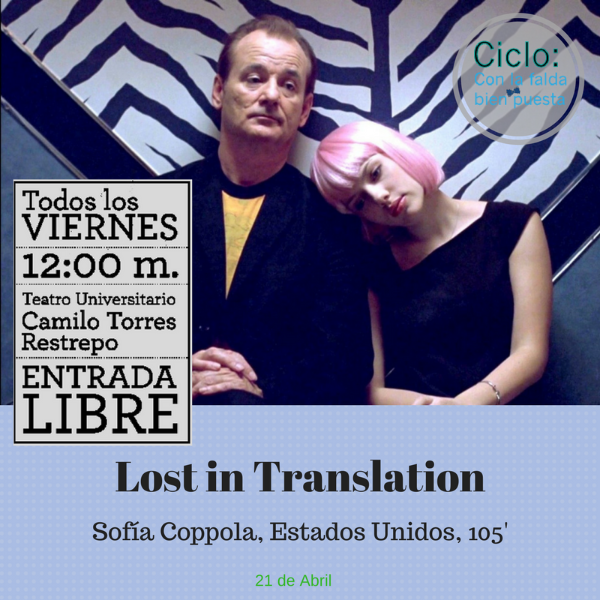 Ciclo:
Con la falda
bien puesta
Todos los
VIERNES
12:00 m.
Teatro Universitario
Camilo Torres
Restrepo
ENTRADA
LIBRE
Lost in Translation
Sofía Coppola, Estados Unidos, 105'
21 de Abril